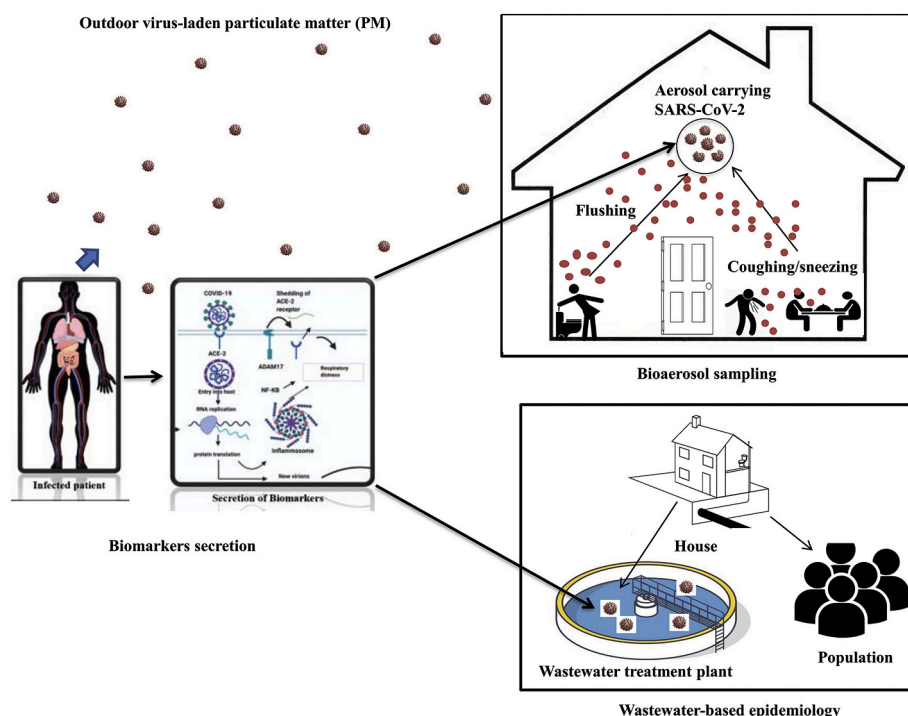 Outdoor virus-laden particulate matter (PM)
Aerosol carrying
SARS-CoV-2
Flushing
Coughing/sneezing
Bioaerosol sampling
COVID-19
Shedding of
ACE-2
receptor
ACE-2
ADAM17
Respiratory
distress
Entry into host
NF-KB
RNA replication
Inflammasome
protein translation
New virions
Infected patient
Secretion of Biomarkers
Biomarkers secretion
House
Wastewater treatment plant
Population
Wastewater-based epidemiology